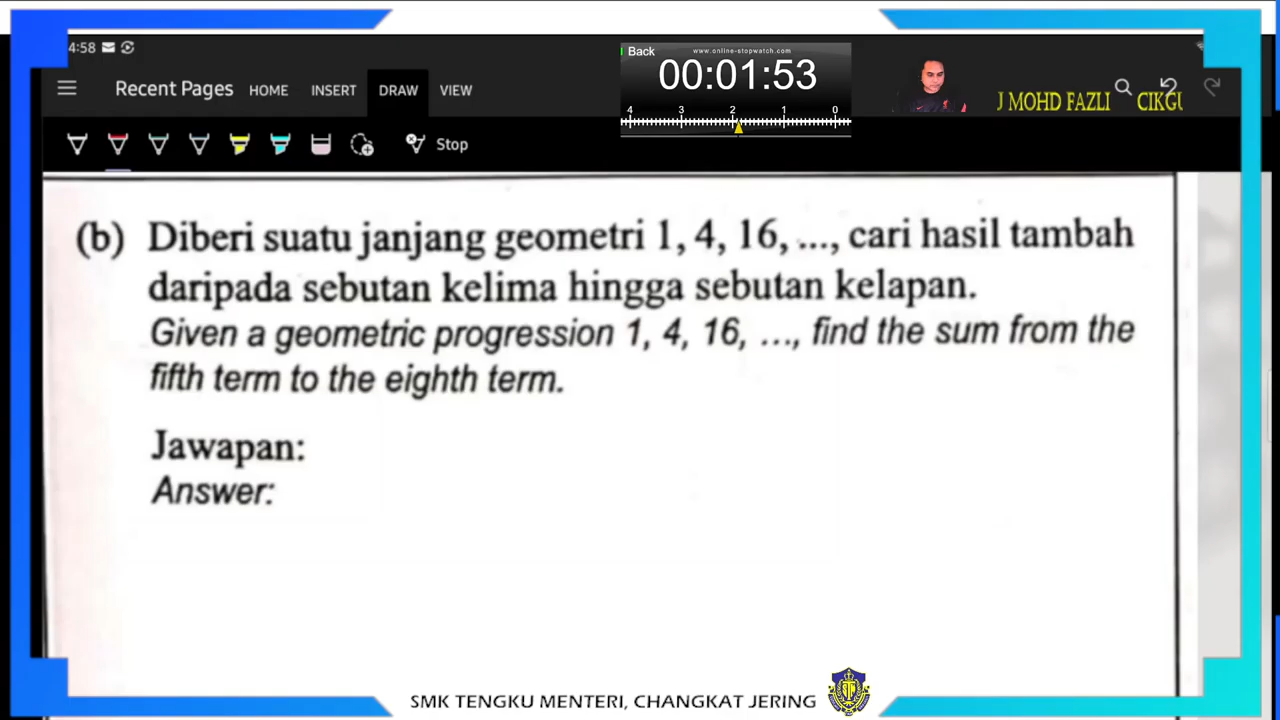 4:58
Back
www.online-stopwatch.com
00:01:53
4 3 2 1 0
Recent Pages HOME INSERT DRAW VIEW
J MOHD FAZLI CIKGU
Stop
(b) Diberi suatu janjang geometri 1, 4, 16, ..., cari hasil tambah
daripada sebutan kelima hingga sebutan kelapan.
Given a geometric progression 1, 4, 16, ..., find the sum from the
fifth term to the eighth term.
Jawapan:
Answer:
SMK TENGKU MENTERI, CHANGKAT JERING